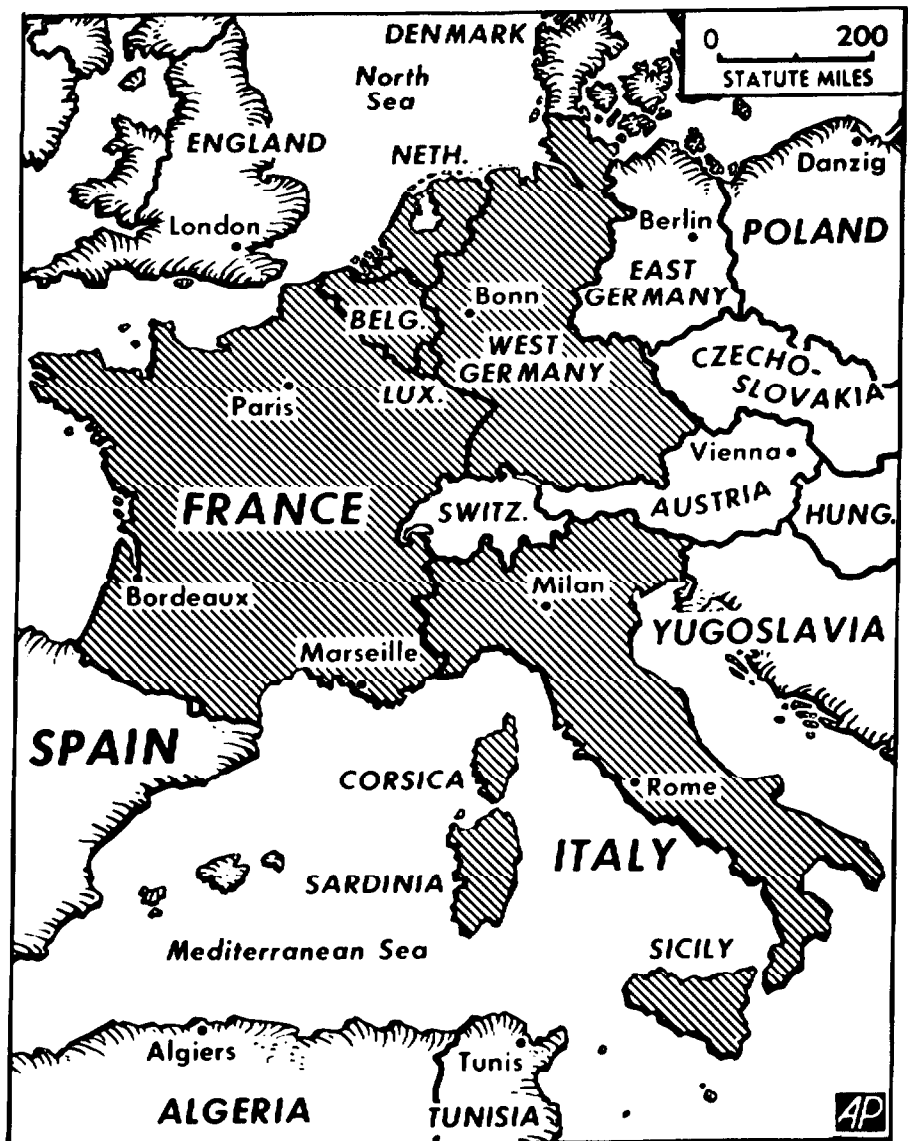 DENMARK
0 200
STATUTE MILES
North
Sea
ENGLAND
NETH.
Danzig
London
Berlin
POLAND
EAST
GERMANY
Bonn
BELG.
WEST
GERMANY
CZECHO-
SLOVAKIA
Paris
LUX.
Vienna
FRANCE
SWITZ.
AUSTRIA
HUNG.
Bordeaux
Milan
YUGOSLAVIA
Marseille
SPAIN
CORSICA
Rome
ITALY
SARDINIA
Mediterranean Sea
SICILY
Algiers
Tunis
ALGERIA
TUNISIA
AP